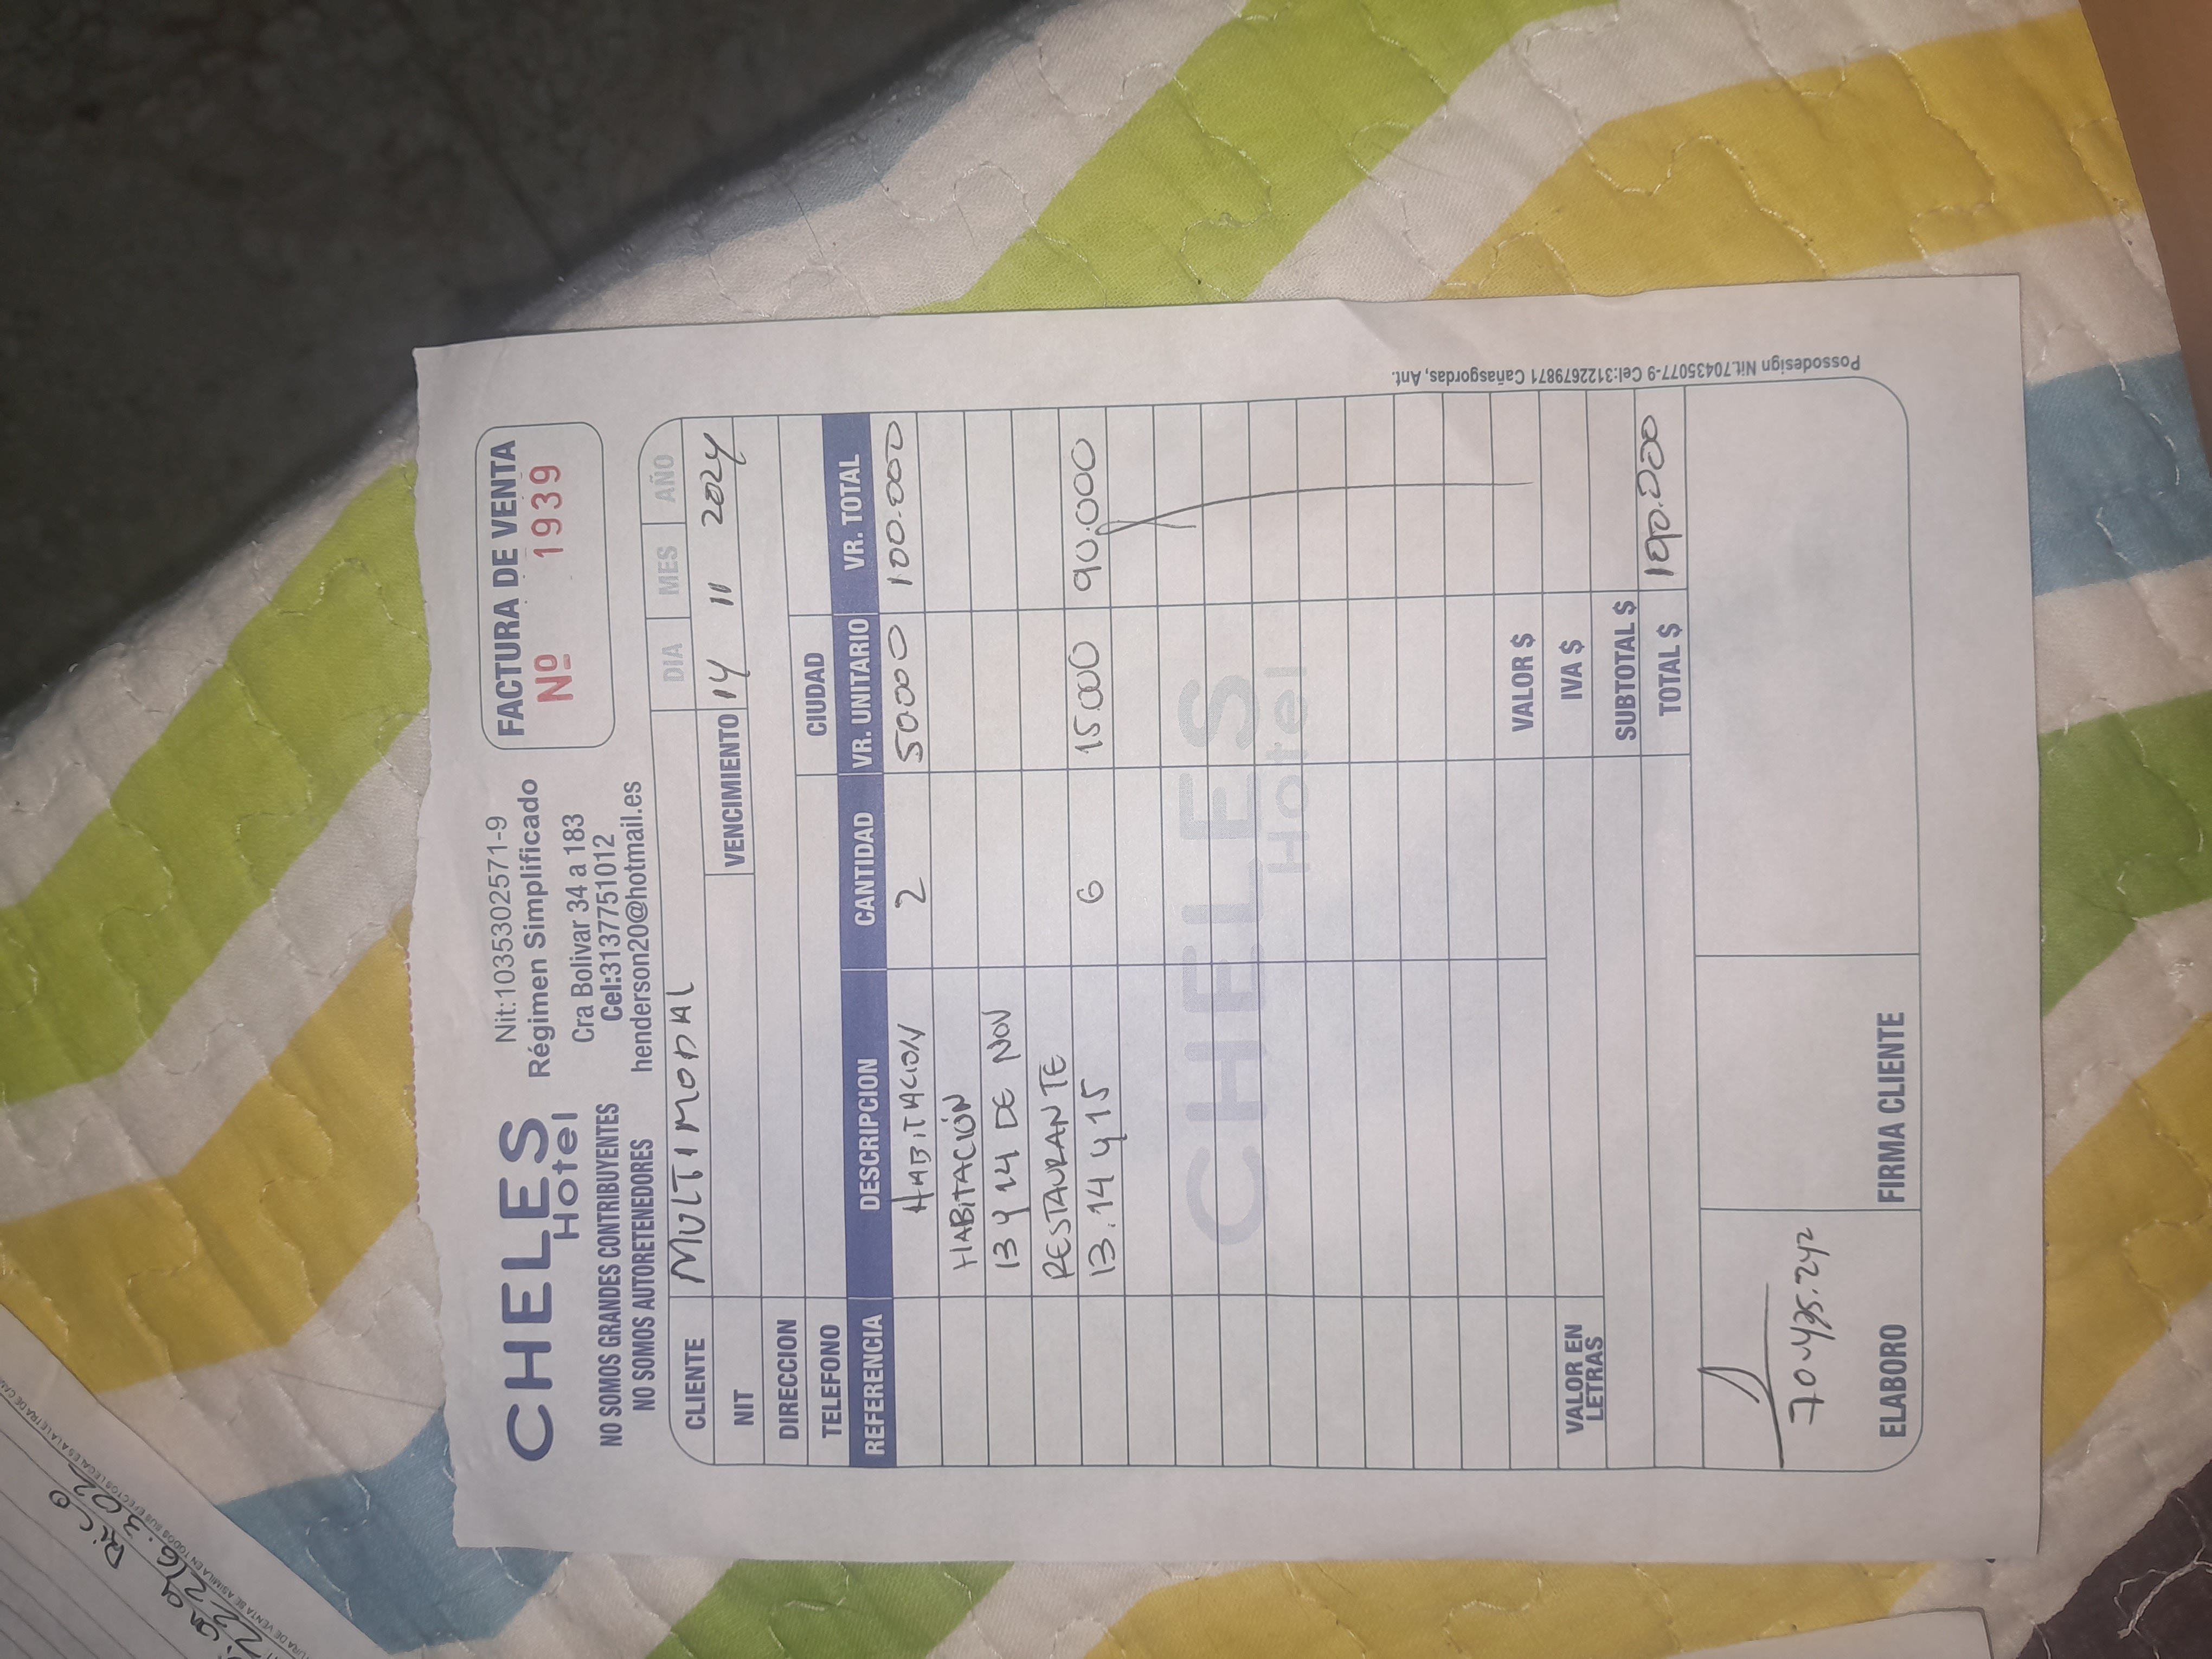 CHELES
Hotel
NO SOMOS GRANDES CONTRIBUYENTES
NO SOMOS AUTORETENEDORES
Nit:1035302571-9
Régimen Simplificado
Cra Bolivar 34 a 183
Cel:3137751012
henderson20@hotmail.es
FACTURA DE VENTA
Nº 1939
DIA MES AÑO
CLIENTE MULTIMODAL
NIT VENCIMIENTO 14 11 2024
DIRECCION
TELEFONO CIUDAD
REFERENCIA DESCRIPCION CANTIDAD VR. UNITARIO VR. TOTAL
HABITACION 2 50000 100.000
HABITACIÓN
13 y 14 DE NOV
RESTAURANTE
13.14 y 15 6 15.000 90.000
CHELES
Hotel
VALOR $
VALOR EN LETRAS IVA $
SUBTOTAL $
TOTAL $ 190.000
ELABORO FIRMA CLIENTE
Possodesign Nit.70435077-9 Cel:3122679871 Cañasgordas, Ant.